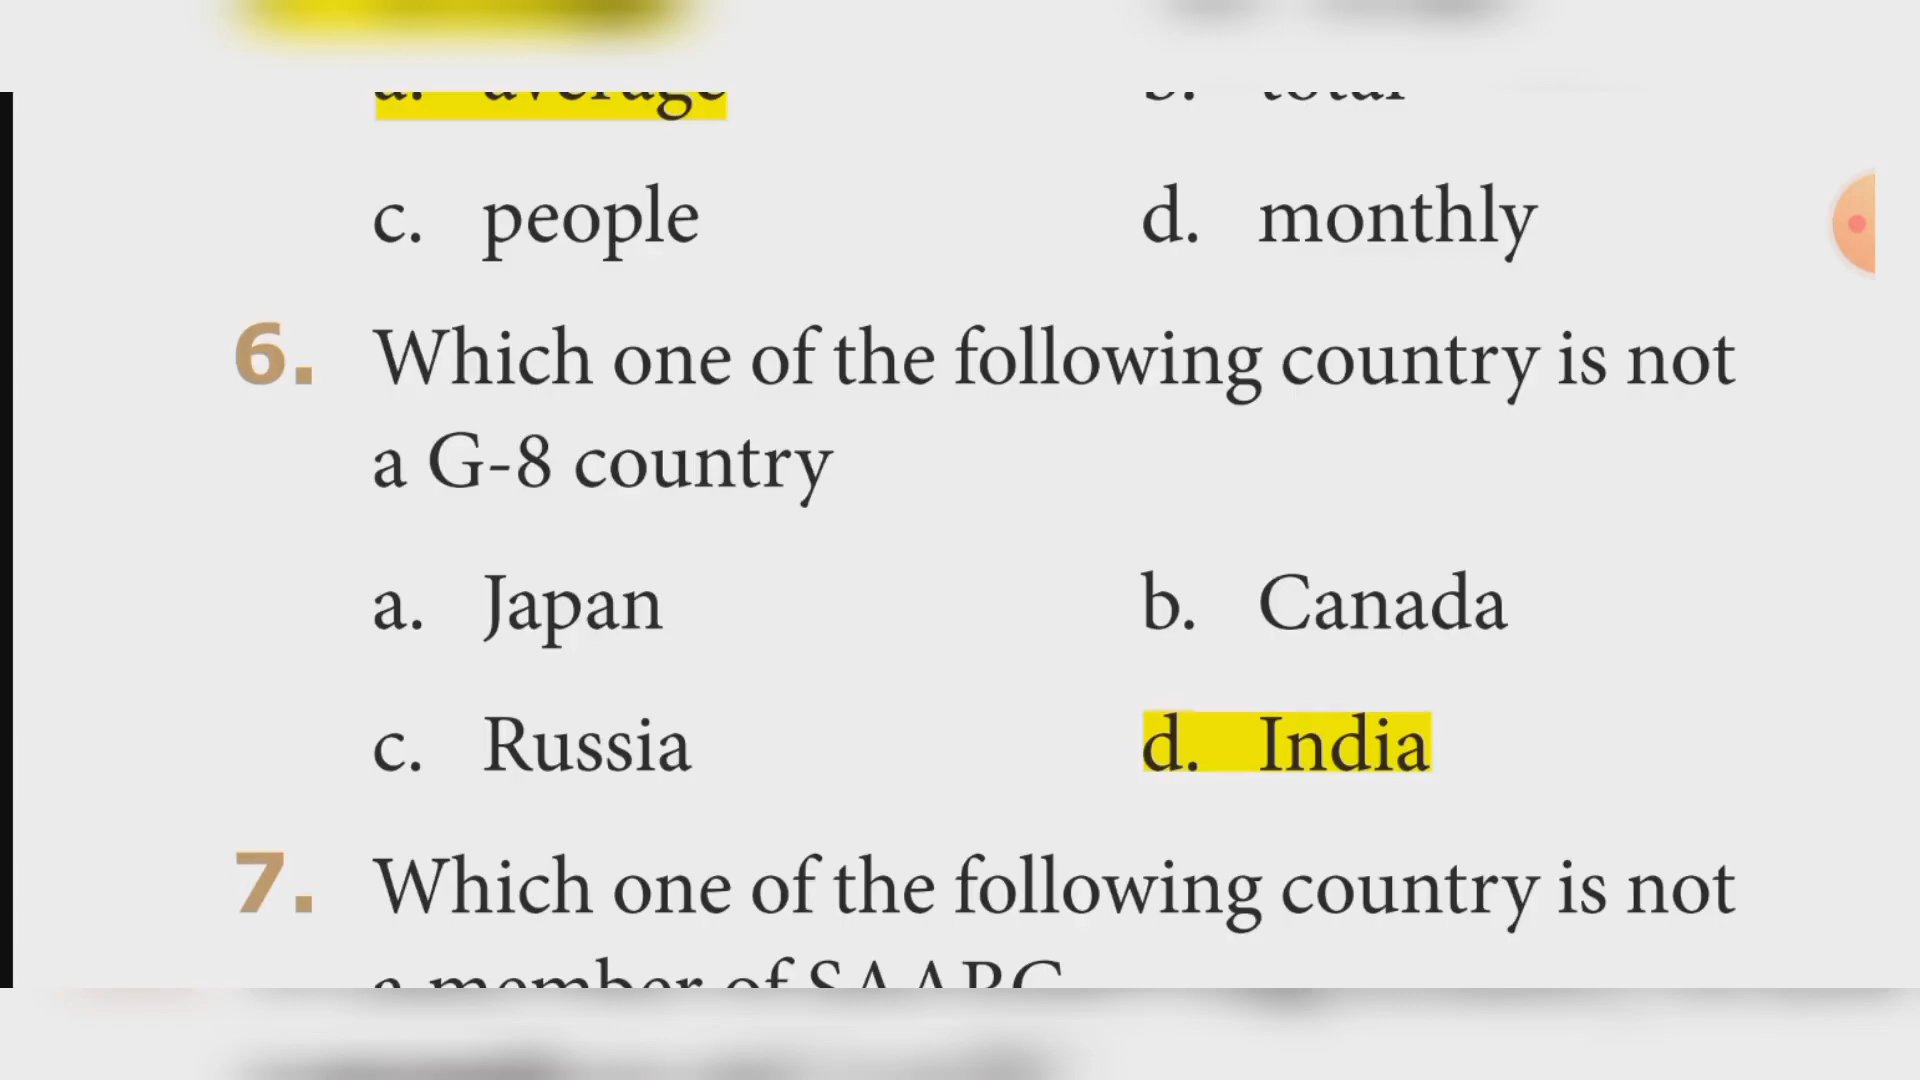 a. average b. total
c. people d. monthly
6. Which one of the following country is not
a G-8 country
a. Japan b. Canada
c. Russia d. India
7. Which one of the following country is not
a member of SAARC